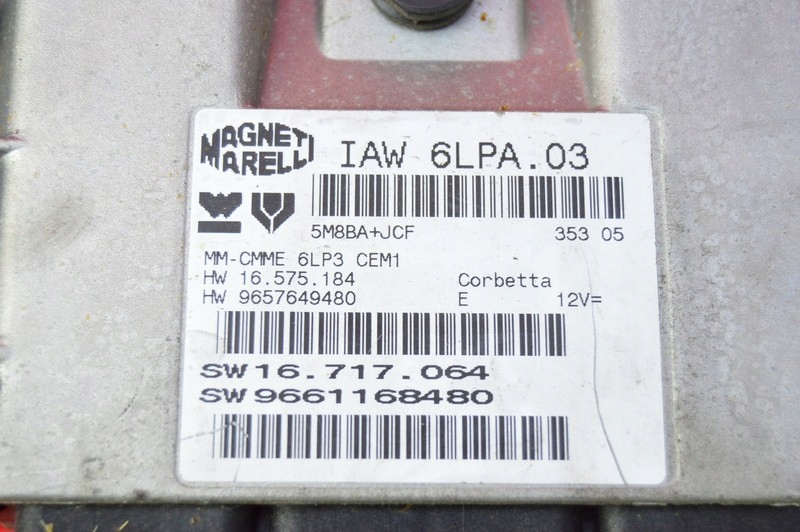 MAGNETI MARELLI
IAW 6LPA.03
5M8BA+JCF 353 05
MM-CMME 6LP3 CEM1
HW 16.575.184 Corbetta
HW 9657649480 E 12V=
SW16.717.064
SW9661168480